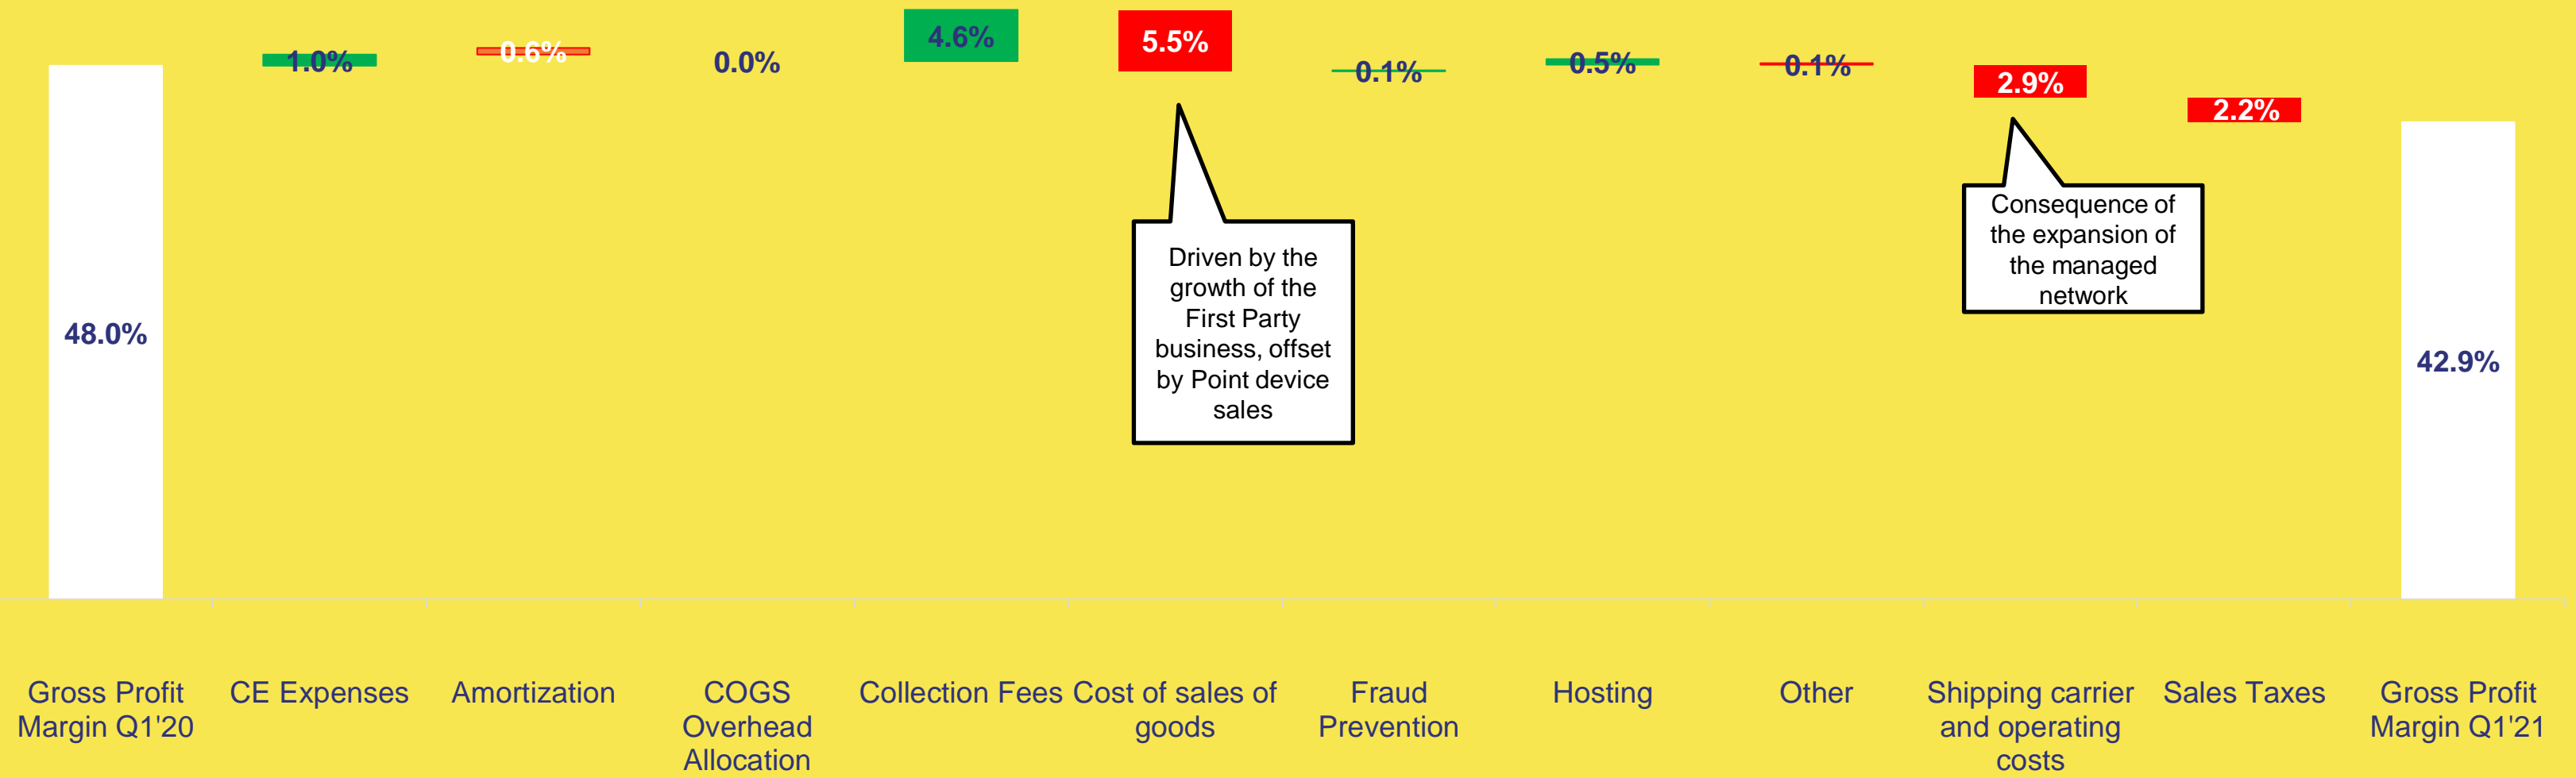 1.0%
0.6%
0.0%
4.6%
5.5%
0.1%
0.5%
0.1%
2.9%
2.2%
48.0%
42.9%
Driven by the
growth of the
First Party
business, offset
by Point device
sales
Consequence of
the expansion of
the managed
network
Gross Profit
Margin Q1'20
CE Expenses
Amortization
COGS
Overhead
Allocation
Collection Fees
Cost of sales of
goods
Fraud
Prevention
Hosting
Other
Shipping carrier
and operating
costs
Sales Taxes
Gross Profit
Margin Q1'21